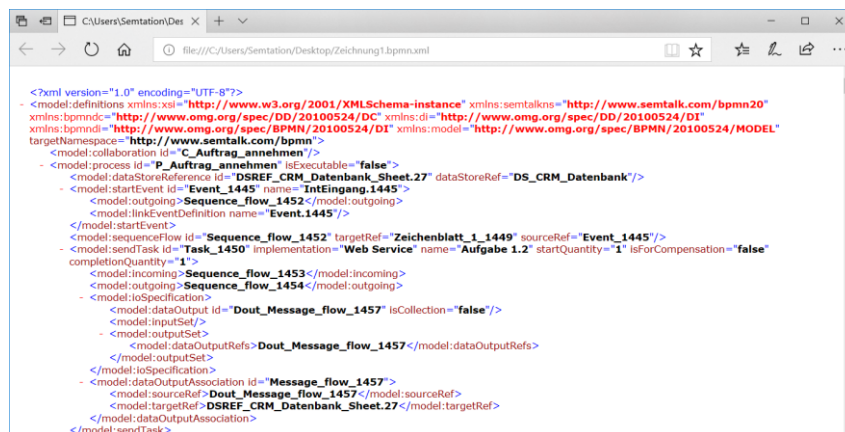 C:\Users\Semtation\Des
file:///C:/Users/Semtation/Desktop/Zeichnung1.bpmn.xml
<?xml version="1.0" encoding="UTF-8"?>
- <model:definitions xmlns:xsi="http://www.w3.org/2001/XMLSchema-instance" xmlns:semtalkns="http://www.semtalk.com/bpmn20"
xmlns:bpmndc="http://www.omg.org/spec/DD/20100524/DC" xmlns:di="http://www.omg.org/spec/DD/20100524/DI"
xmlns:bpmndi="http://www.omg.org/spec/BPMN/20100524/DI" xmlns:model="http://www.omg.org/spec/BPMN/20100524/MODEL"
targetNamespace="http://www.semtalk.com/bpmn">
<model:collaboration id="C_Auftrag_annehmen"/>
- <model:process id="P_Auftrag_annehmen" isExecutable="false">
<model:dataStoreReference id="DSREF_CRM_Datenbank_Sheet.27" dataStoreRef="DS_CRM_Datenbank"/>
- <model:startEvent id="Event_1445" name="IntEingang.1445">
<model:outgoing>Sequence_flow_1452</model:outgoing>
<model:linkEventDefinition name="Event.1445"/>
</model:startEvent>
<model:sequenceFlow id="Sequence_flow_1452" targetRef="Zeichenblatt_1_1449" sourceRef="Event_1445"/>
- <model:sendTask id="Task_1450" implementation="Web Service" name="Aufgabe 1.2" startQuantity="1" isForCompensation="false"
completionQuantity="1">
<model:incoming>Sequence_flow_1453</model:incoming>
<model:outgoing>Sequence_flow_1454</model:outgoing>
- <model:ioSpecification>
<model:dataOutput id="Dout_Message_flow_1457" isCollection="false"/>
<model:inputSet/>
- <model:outputSet>
<model:dataOutputRefs>Dout_Message_flow_1457</model:dataOutputRefs>
</model:outputSet>
</model:ioSpecification>
- <model:dataOutputAssociation id="Message_flow_1457">
<model:sourceRef>Dout_Message_flow_1457</model:sourceRef>
<model:targetRef>DSREF_CRM_Datenbank_Sheet.27</model:targetRef>
</model:dataOutputAssociation>
</model:sendTask>